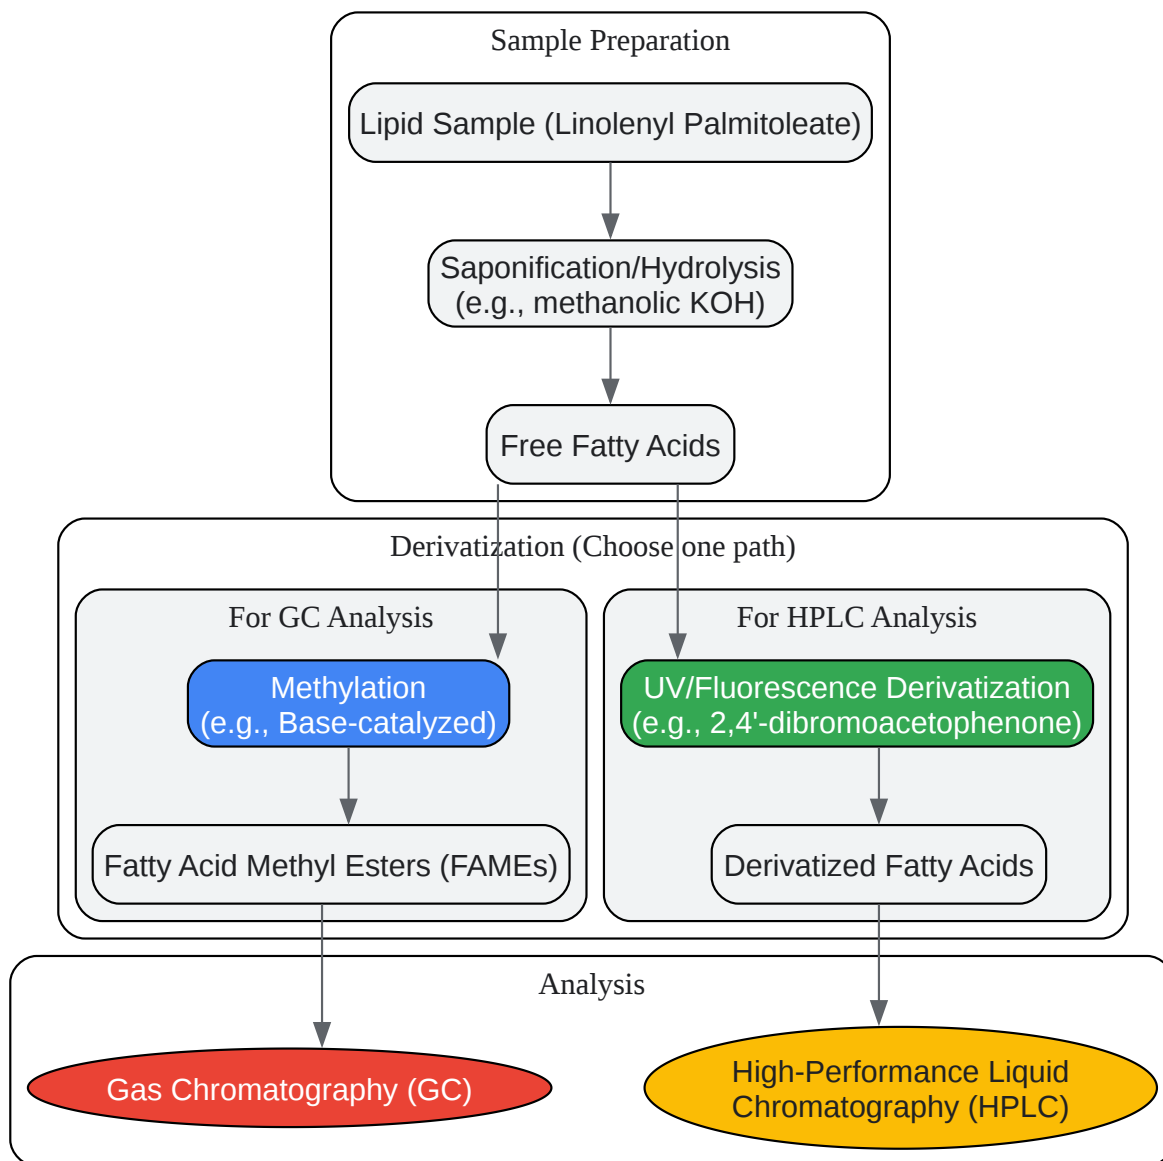 Sample Preparation
Lipid Sample (Linolenyl Palmitoleate)
Saponification/Hydrolysis
(e.g., methanolic KOH)
Free Fatty Acids
Derivatization (Choose one path)
For GC Analysis
Methylation
(e.g., Base-catalyzed)
Fatty Acid Methyl Esters (FAMEs)
For HPLC Analysis
UV/Fluorescence Derivatization
(e.g., 2,4'-dibromoacetophenone)
Derivatized Fatty Acids
Analysis
Gas Chromatography (GC)
High-Performance Liquid
Chromatography (HPLC)